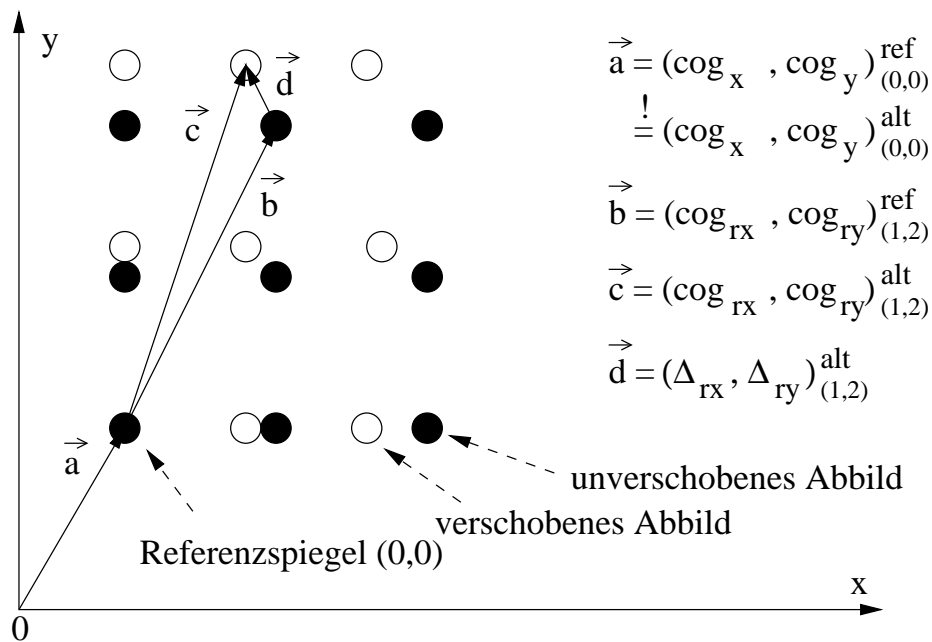 y
d
c
b
a
a = (cog_x , cog_y)^ref_(0,0)
! = (cog_x , cog_y)^alt_(0,0)
b = (cog_rx , cog_ry)^ref_(1,2)
c = (cog_rx , cog_ry)^alt_(1,2)
d = (Δ_rx , Δ_ry)^alt_(1,2)
unverschobenes Abbild
verschobenes Abbild
Referenzspiegel (0,0)
x
0